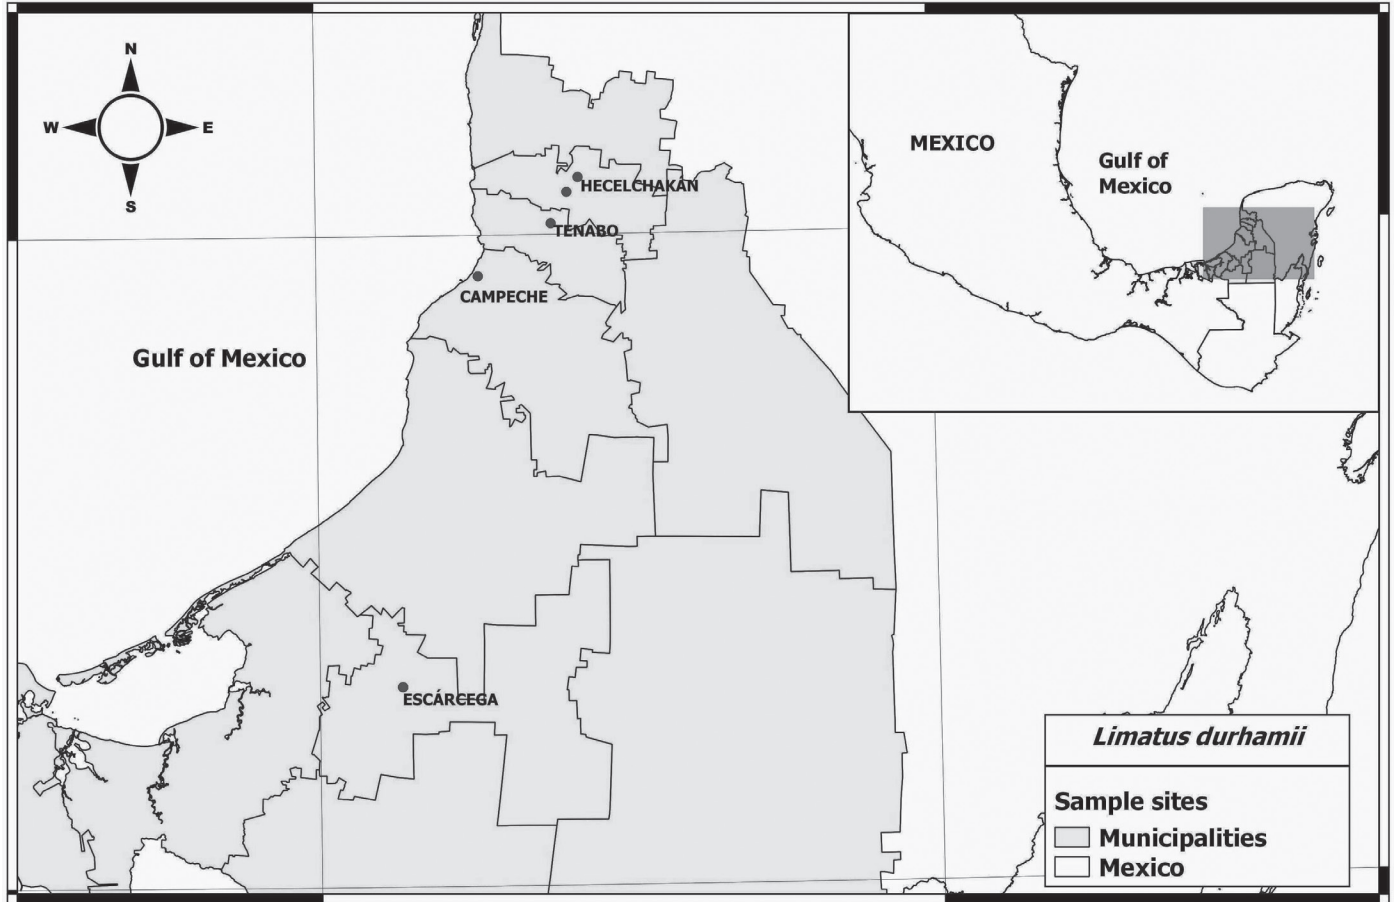 N
W
E
S
HECELCHAKÁN
TENABO
CAMPECHE
Gulf of Mexico
ESCÁRCEGA
MEXICO
Gulf of
Mexico
Limatus durhamii
Sample sites
Municipalities
Mexico